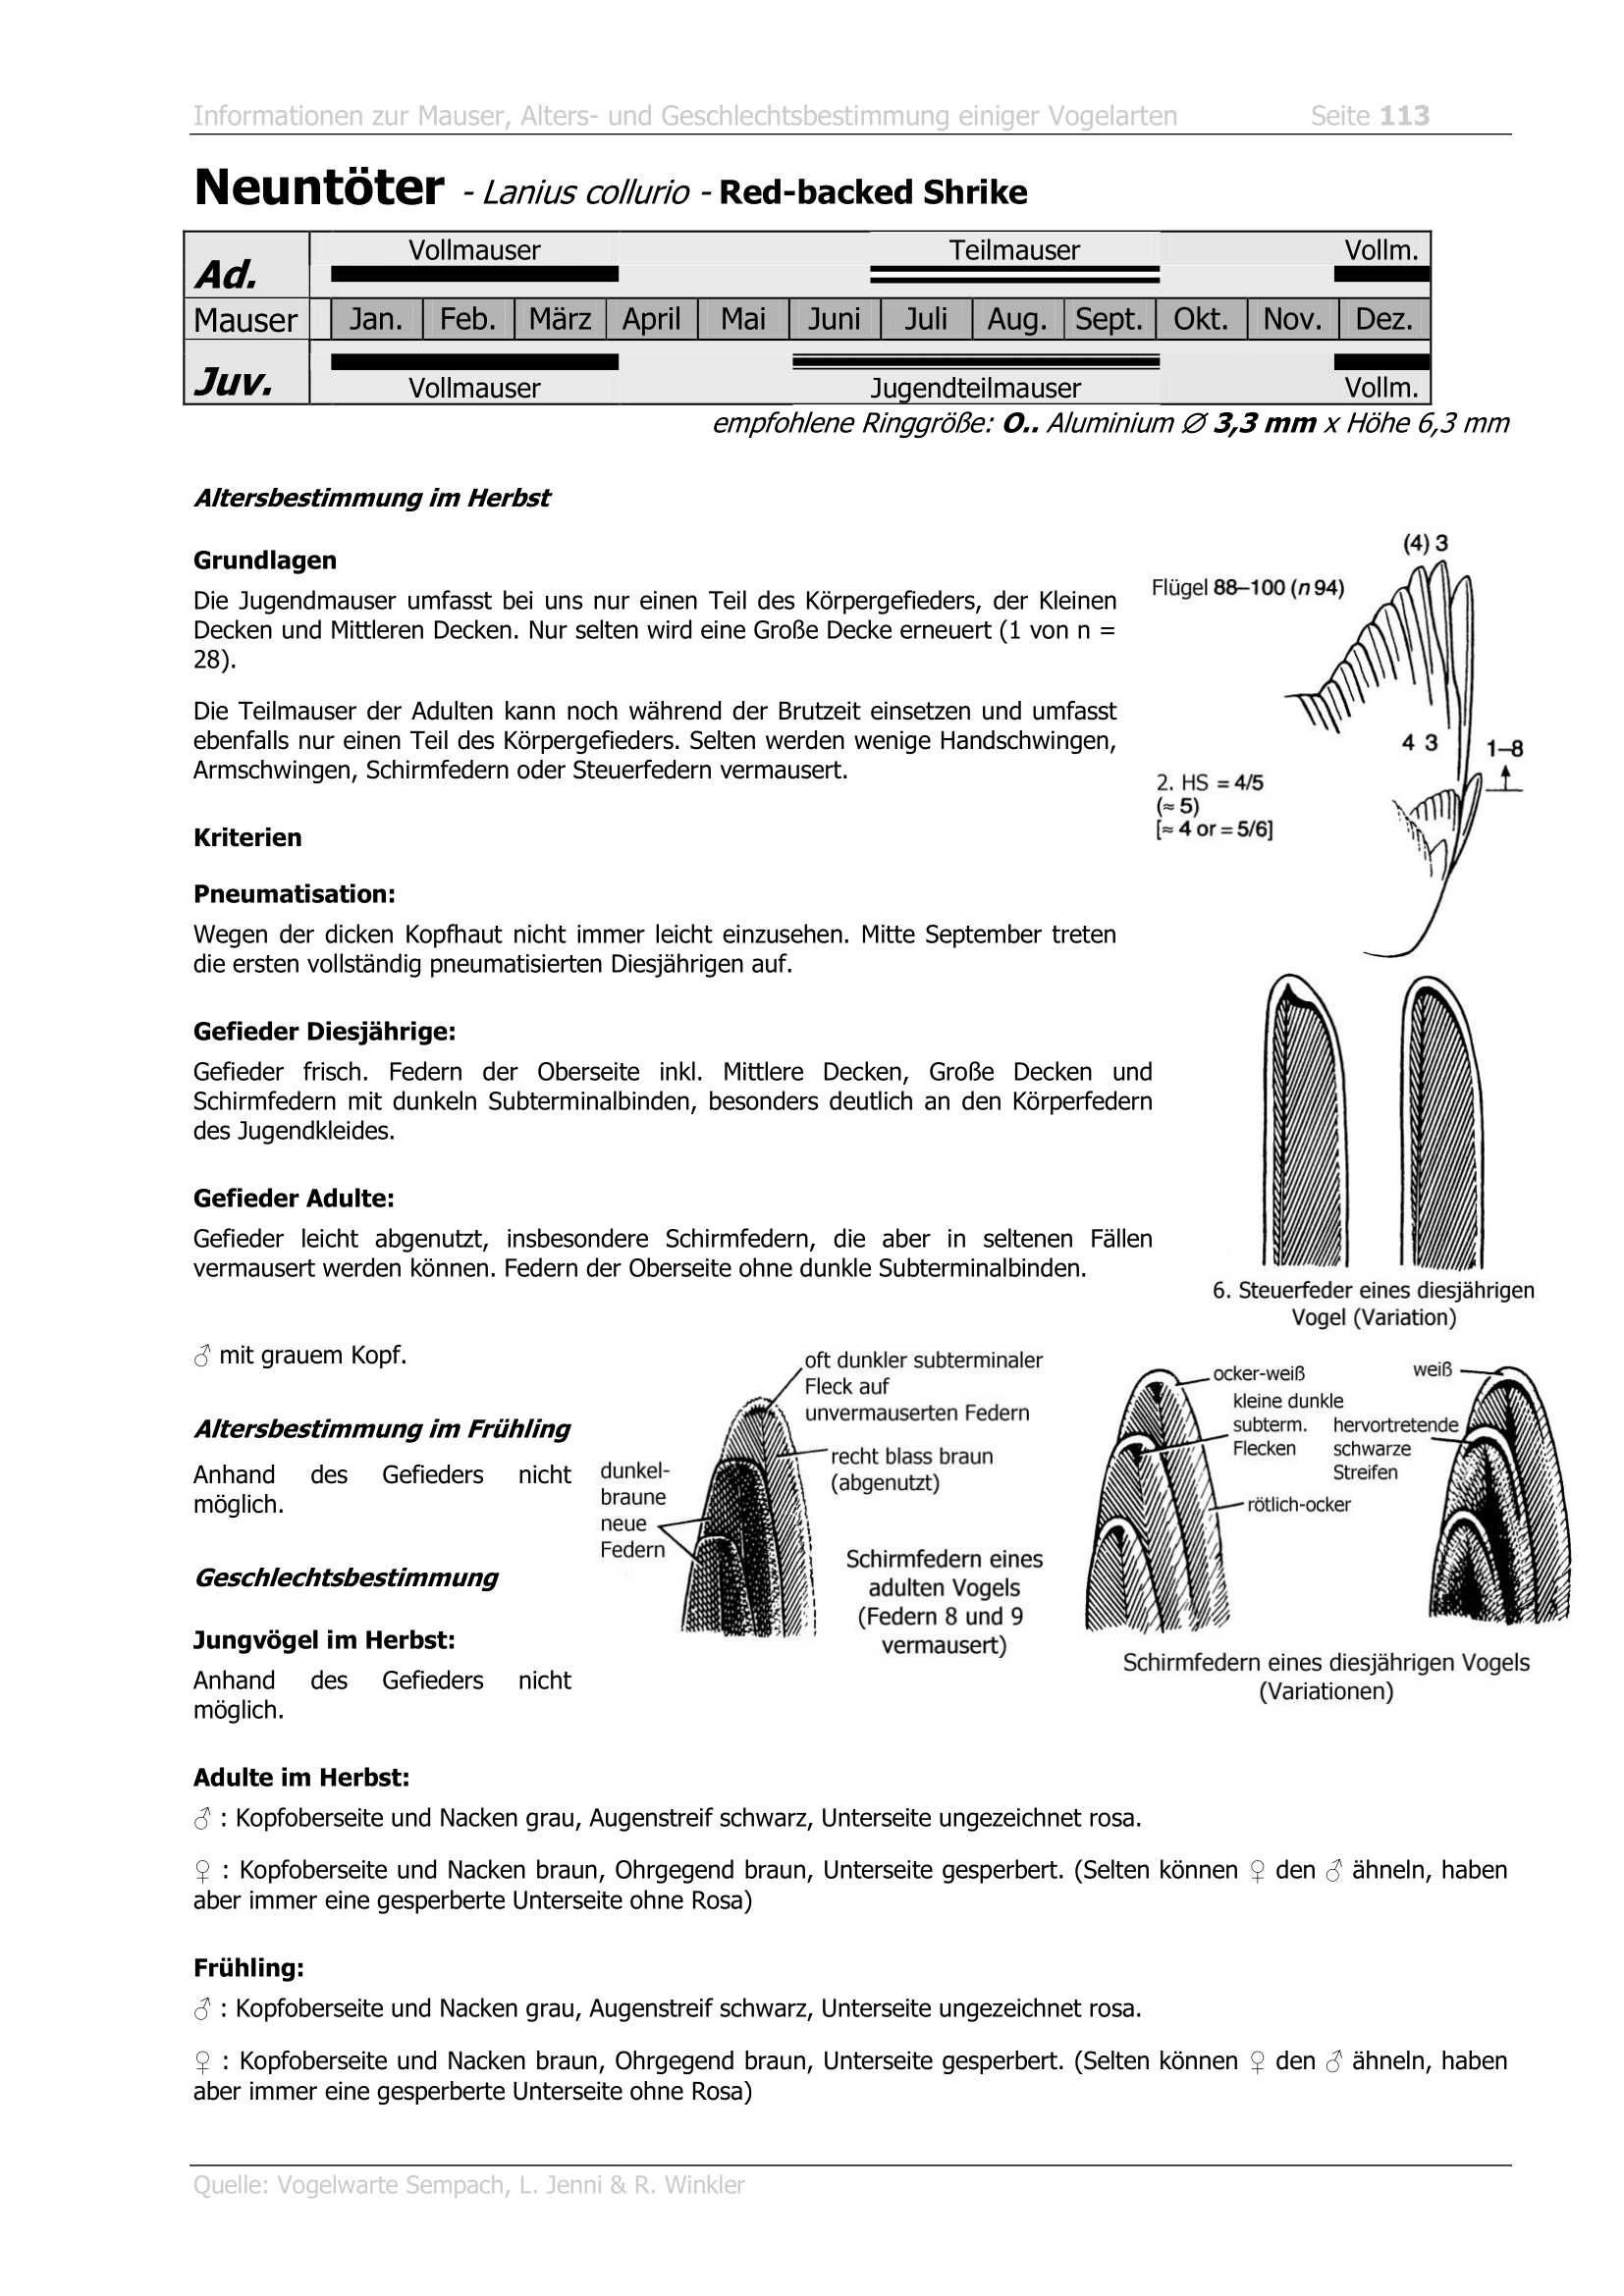 Informationen zur Mauser, Alters- und Geschlechtsbestimmung einiger Vogelarten Seite 113
Neuntöter - Lanius collurio - Red-backed Shrike
Vollmauser Teilmauser Vollm.
Ad.
Mauser Jan. Feb. März April Mai Juni Juli Aug. Sept. Okt. Nov. Dez.
Juv.
Vollmauser Jugendteilmauser Vollm.
empfohlene Ringgröße: O.. Aluminium ∅ 3,3 mm x Höhe 6,3 mm
Altersbestimmung im Herbst
Grundlagen
Die Jugendmauser umfasst bei uns nur einen Teil des Körpergefieders, der Kleinen
Decken und Mittleren Decken. Nur selten wird eine Große Decke erneuert (1 von n =
28).
Die Teilmauser der Adulten kann noch während der Brutzeit einsetzen und umfasst
ebenfalls nur einen Teil des Körpergefieders. Selten werden wenige Handschwingen,
Armschwingen, Schirmfedern oder Steuerfedern vermausert.
(4) 3
Flügel 88–100 (n 94)
4 3
1–8
2. HS = 4/5
(≈ 5)
[≈ 4 or = 5/6]
Kriterien
Pneumatisation:
Wegen der dicken Kopfhaut nicht immer leicht einzusehen. Mitte September treten
die ersten vollständig pneumatisierten Diesjährigen auf.
Gefieder Diesjährige:
Gefieder frisch. Federn der Oberseite inkl. Mittlere Decken, Große Decken und
Schirmfedern mit dunkeln Subterminalbinden, besonders deutlich an den Körperfedern
des Jugendkleides.
Gefieder Adulte:
Gefieder leicht abgenutzt, insbesondere Schirmfedern, die aber in seltenen Fällen
vermausert werden können. Federn der Oberseite ohne dunkle Subterminalbinden.
6. Steuerfeder eines diesjährigen
Vogel (Variation)
♂ mit grauem Kopf.
Altersbestimmung im Frühling
Anhand des Gefieders nicht
möglich.
Geschlechtsbestimmung
Jungvögel im Herbst:
Anhand des Gefieders nicht
möglich.
oft dunkler subterminaler
Fleck auf
unvermauserten Federn
recht blass braun
(abgenutzt)
dunkel-
braune
neue
Federn
Schirmfedern eines
adulten Vogels
(Federn 8 und 9
vermausert)
ocker-weiß
kleine dunkle
subterm.
Flecken
rötlich-ocker
weiß
hervortretende
schwarze
Streifen
Schirmfedern eines diesjährigen Vogels
(Variationen)
Adulte im Herbst:
♂ : Kopfoberseite und Nacken grau, Augenstreif schwarz, Unterseite ungezeichnet rosa.
♀ : Kopfoberseite und Nacken braun, Ohrgegend braun, Unterseite gesperbert. (Selten können ♀ den ♂ ähneln, haben
aber immer eine gesperberte Unterseite ohne Rosa)
Frühling:
♂ : Kopfoberseite und Nacken grau, Augenstreif schwarz, Unterseite ungezeichnet rosa.
♀ : Kopfoberseite und Nacken braun, Ohrgegend braun, Unterseite gesperbert. (Selten können ♀ den ♂ ähneln, haben
aber immer eine gesperberte Unterseite ohne Rosa)
Quelle: Vogelwarte Sempach, L. Jenni & R. Winkler